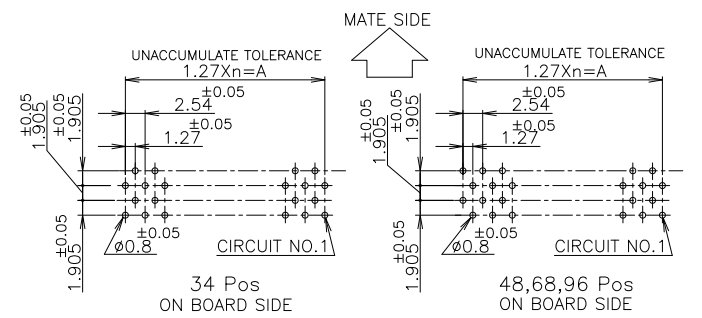 MATE SIDE
UNACCUMULATE TOLERANCE
1.27Xn=A
±0.05
2.54
±0.05
1.27
±0.05
1.905
±0.05
1.905
±0.05
1.905
±0.05
Ø0.8
CIRCUIT NO.1
34 Pos
ON BOARD SIDE
UNACCUMULATE TOLERANCE
1.27Xn=A
±0.05
2.54
±0.05
1.27
±0.05
1.905
±0.05
1.905
±0.05
1.905
±0.05
Ø0.8
CIRCUIT NO.1
48,68,96 Pos
ON BOARD SIDE